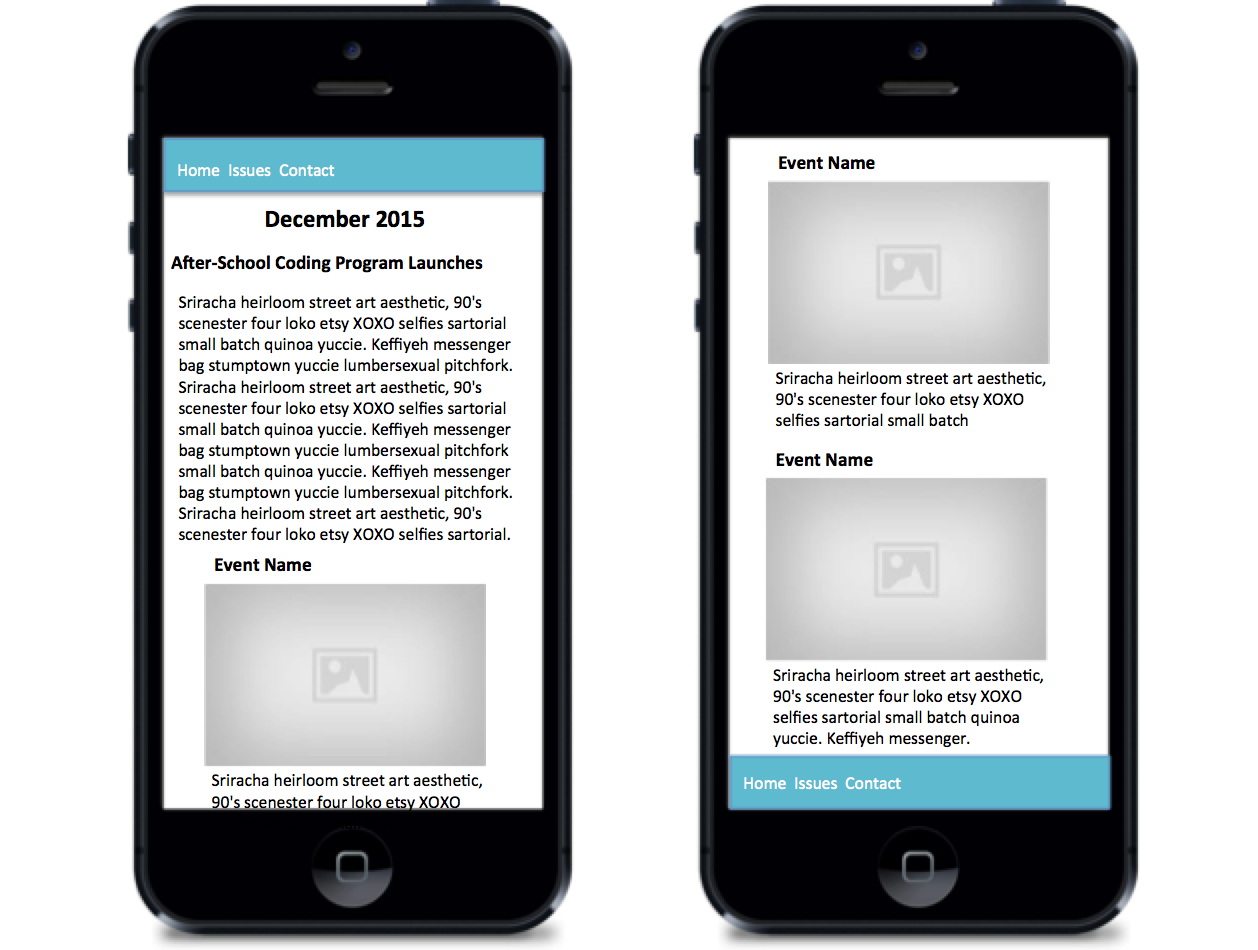 Home Issues Contact
December 2015
After-School Coding Program Launches
Sriracha heirloom street art aesthetic, 90's
scenester four loko etsy XOXO selfies sartorial
small batch quinoa yuccie. Keffiyeh messenger
bag stumptown yuccie lumbersexual pitchfork.
Sriracha heirloom street art aesthetic, 90's
scenester four loko etsy XOXO selfies sartorial
small batch quinoa yuccie. Keffiyeh messenger
bag stumptown yuccie lumbersexual pitchfork
small batch quinoa yuccie. Keffiyeh messenger
bag stumptown yuccie lumbersexual pitchfork.
Sriracha heirloom street art aesthetic, 90's
scenester four loko etsy XOXO selfies sartorial.
Event Name
Sriracha heirloom street art aesthetic,
90's scenester four loko etsy XOXO
Event Name
Sriracha heirloom street art aesthetic,
90's scenester four loko etsy XOXO
selfies sartorial small batch
Event Name
Sriracha heirloom street art aesthetic,
90's scenester four loko etsy XOXO
selfies sartorial small batch quinoa
yuccie. Keffiyeh messenger.
Home Issues Contact